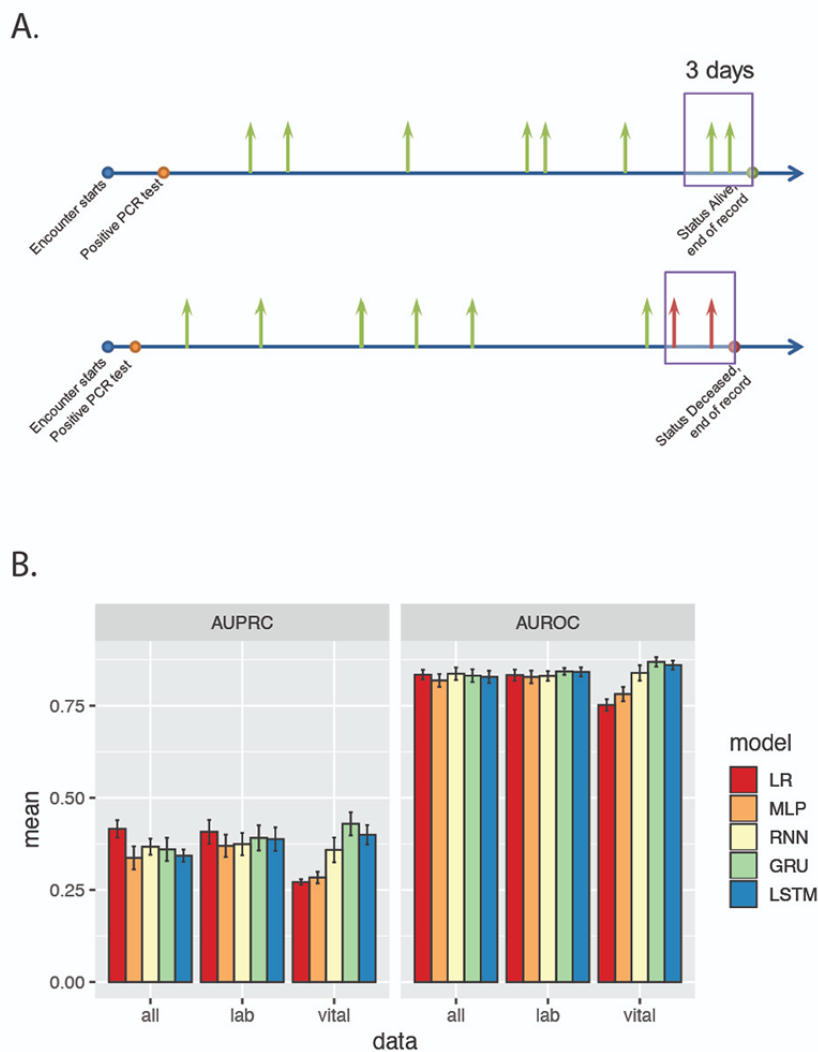 A.
3 days
Encounter starts
Positive PCR test
Status Alive,
end of record
Encounter starts
Positive PCR test
Status Deceased,
end of record
B.
AUPRC
AUROC
mean
0.75
0.50
0.25
0.00
all
lab
vital
all
lab
vital
data
model
LR
MLP
RNN
GRU
LSTM